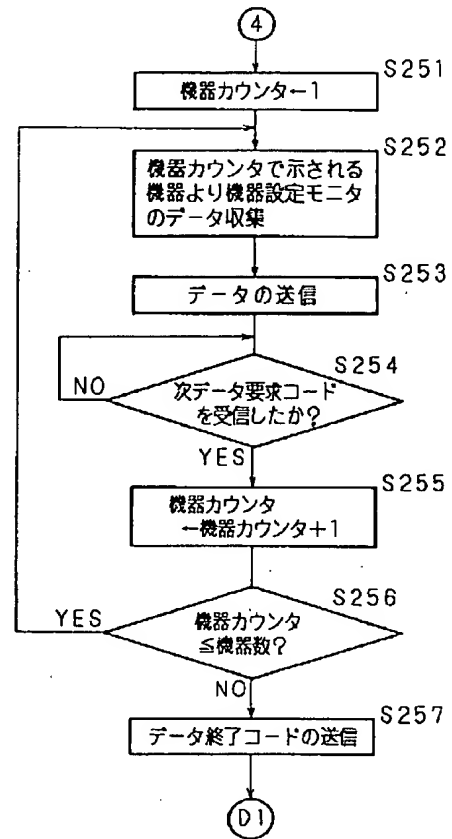 4
S251
機器カウンタ←1
S252
機器カウンタで示される
機器より機器設定モニタ
のデータ収集
S253
データの送信
S254
次データ要求コード
を受信したか?
NO
YES
S255
機器カウンタ
←機器カウンタ+1
S256
機器カウンタ
≦機器数?
YES
NO
S257
データ終了コードの送信
D1